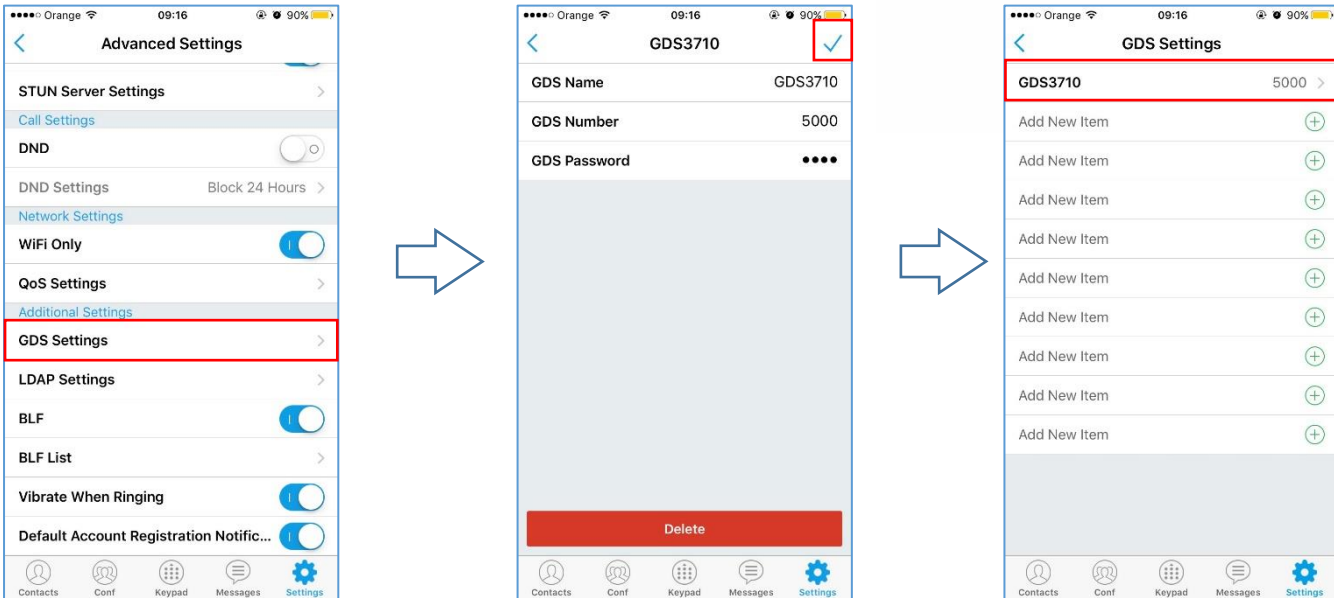 Orange 09:16 90%
Advanced Settings
STUN Server Settings
Call Settings
DND
DND Settings Block 24 Hours
Network Settings
WiFi Only
QoS Settings
Additional Settings
GDS Settings
LDAP Settings
BLF
BLF List
Vibrate When Ringing
Default Account Registration Notific...
Contacts Conf Keypad Messages Settings
Orange 09:16 90%
GDS3710
GDS Name GDS3710
GDS Number 5000
GDS Password ••••
Delete
Contacts Conf Keypad Messages Settings
Orange 09:16 90%
GDS Settings
GDS3710 5000
Add New Item
Add New Item
Add New Item
Add New Item
Add New Item
Add New Item
Add New Item
Add New Item
Add New Item
Contacts Conf Keypad Messages Settings